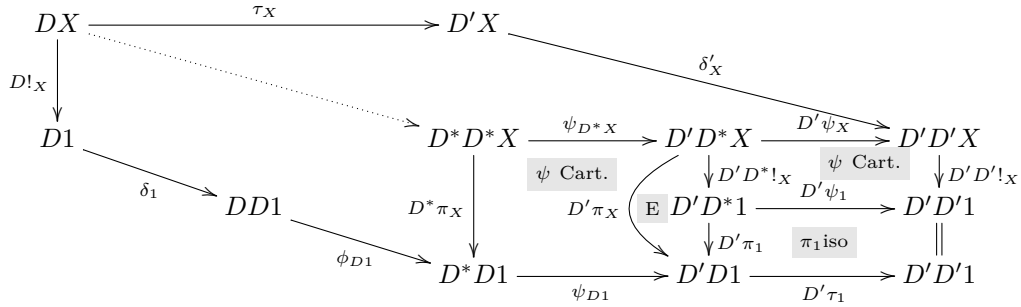 τ_X
DX D′X
D!_X δ′_X
D1 D*D*X ψ_{D*X} D′D*X D′ψ_X D′D′X
ψ Cart. ψ Cart.
δ_1 D′D*!_X D′D′!_X
DD1 D*π_X D′π_X E D′D*1 D′ψ_1 D′D′1
φ_{D1} D′π_1 π_1iso
D*D1 ψ_{D1} D′D1 D′τ_1 D′D′1